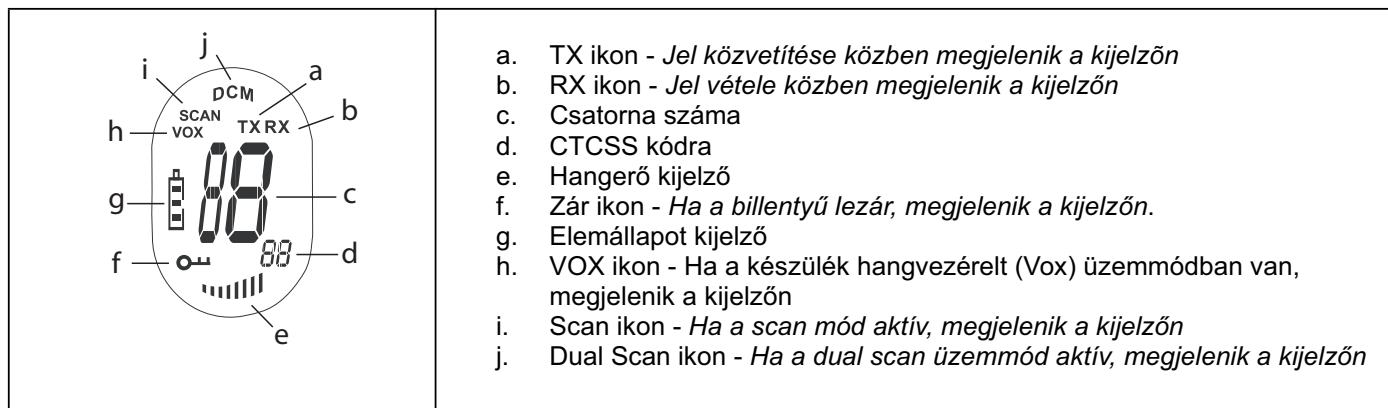 j
i
a
DCM
SCAN
b
h
VOX
TX RX
18
g
c
f
88
d
e
a. TX ikon - Jel közvetítése közben megjelenik a kijelzõn
b. RX ikon - Jel vétele közben megjelenik a kijelzőn
c. Csatorna száma
d. CTCSS kódra
e. Hangerő kijelző
f. Zár ikon - Ha a billentyű lezár, megjelenik a kijelzőn.
g. Elemállapot kijelző
h. VOX ikon - Ha a készülék hangvezérelt (Vox) üzemmódban van,
megjelenik a kijelzőn
i. Scan ikon - Ha a scan mód aktív, megjelenik a kijelzőn
j. Dual Scan ikon - Ha a dual scan üzemmód aktív, megjelenik a kijelzőn